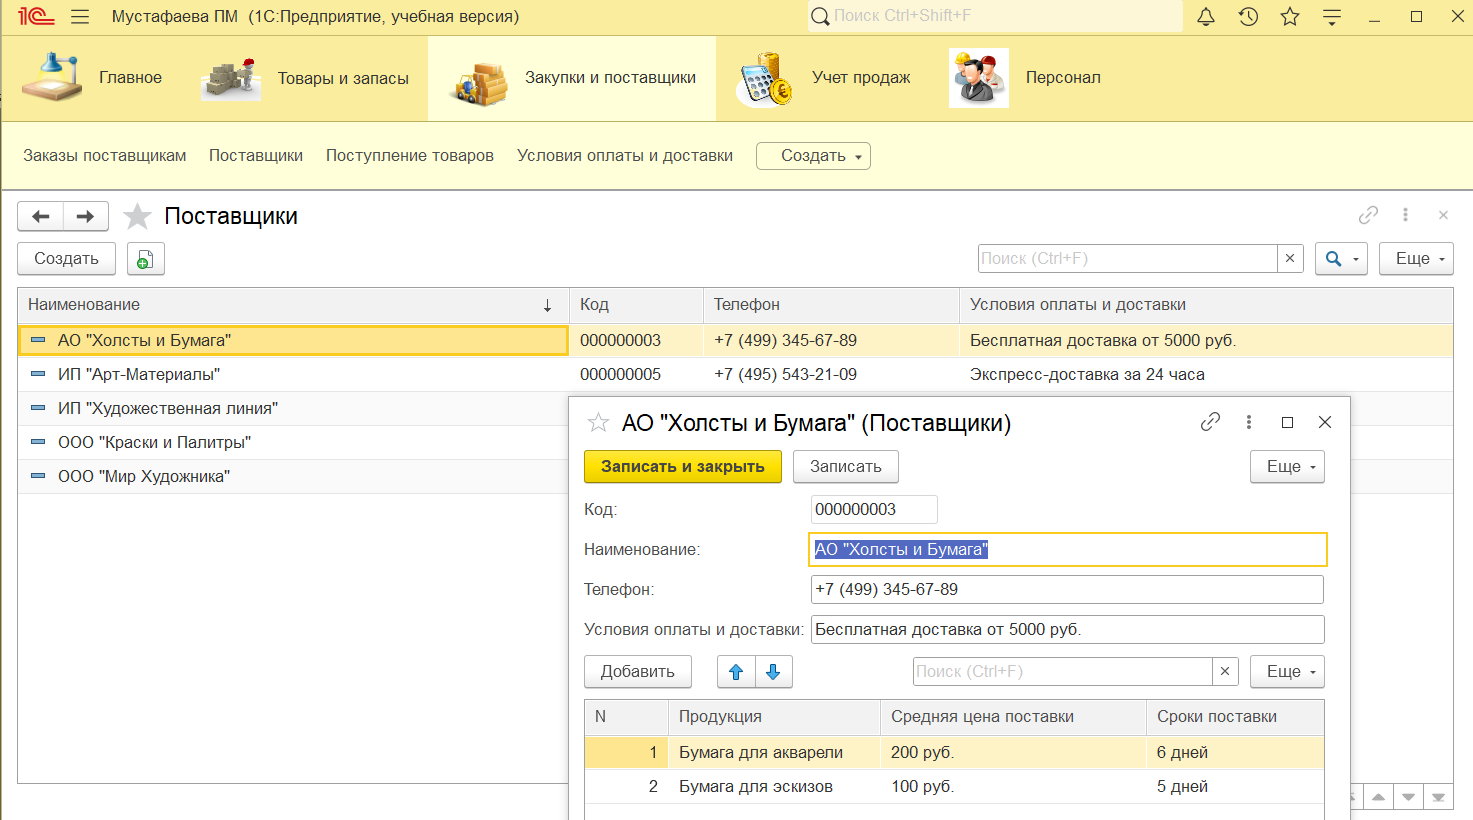 1С Мустафаева ПМ (1С:Предприятие, учебная версия) Поиск Ctrl+Shift+F
Главное Товары и запасы Закупки и поставщики Учет продаж Персонал
Заказы поставщикам Поставщики Поступление товаров Условия оплаты и доставки Создать
Поставщики
Создать Поиск (Ctrl+F) × Еще
Наименование ↓ Код Телефон Условия оплаты и доставки
АО "Холсты и Бумага" 000000003 +7 (499) 345-67-89 Бесплатная доставка от 5000 руб.
ИП "Арт-Материалы" 000000005 +7 (495) 543-21-09 Экспресс-доставка за 24 часа
ИП "Художественная линия"
ООО "Краски и Палитры"
ООО "Мир Художника"
АО "Холсты и Бумага" (Поставщики)
Записать и закрыть Записать Еще
Код: 000000003
Наименование: АО "Холсты и Бумага"
Телефон: +7 (499) 345-67-89
Условия оплаты и доставки: Бесплатная доставка от 5000 руб.
Добавить Поиск (Ctrl+F) × Еще
N Продукция Средняя цена поставки Сроки поставки
1 Бумага для акварели 200 руб. 6 дней
2 Бумага для эскизов 100 руб. 5 дней